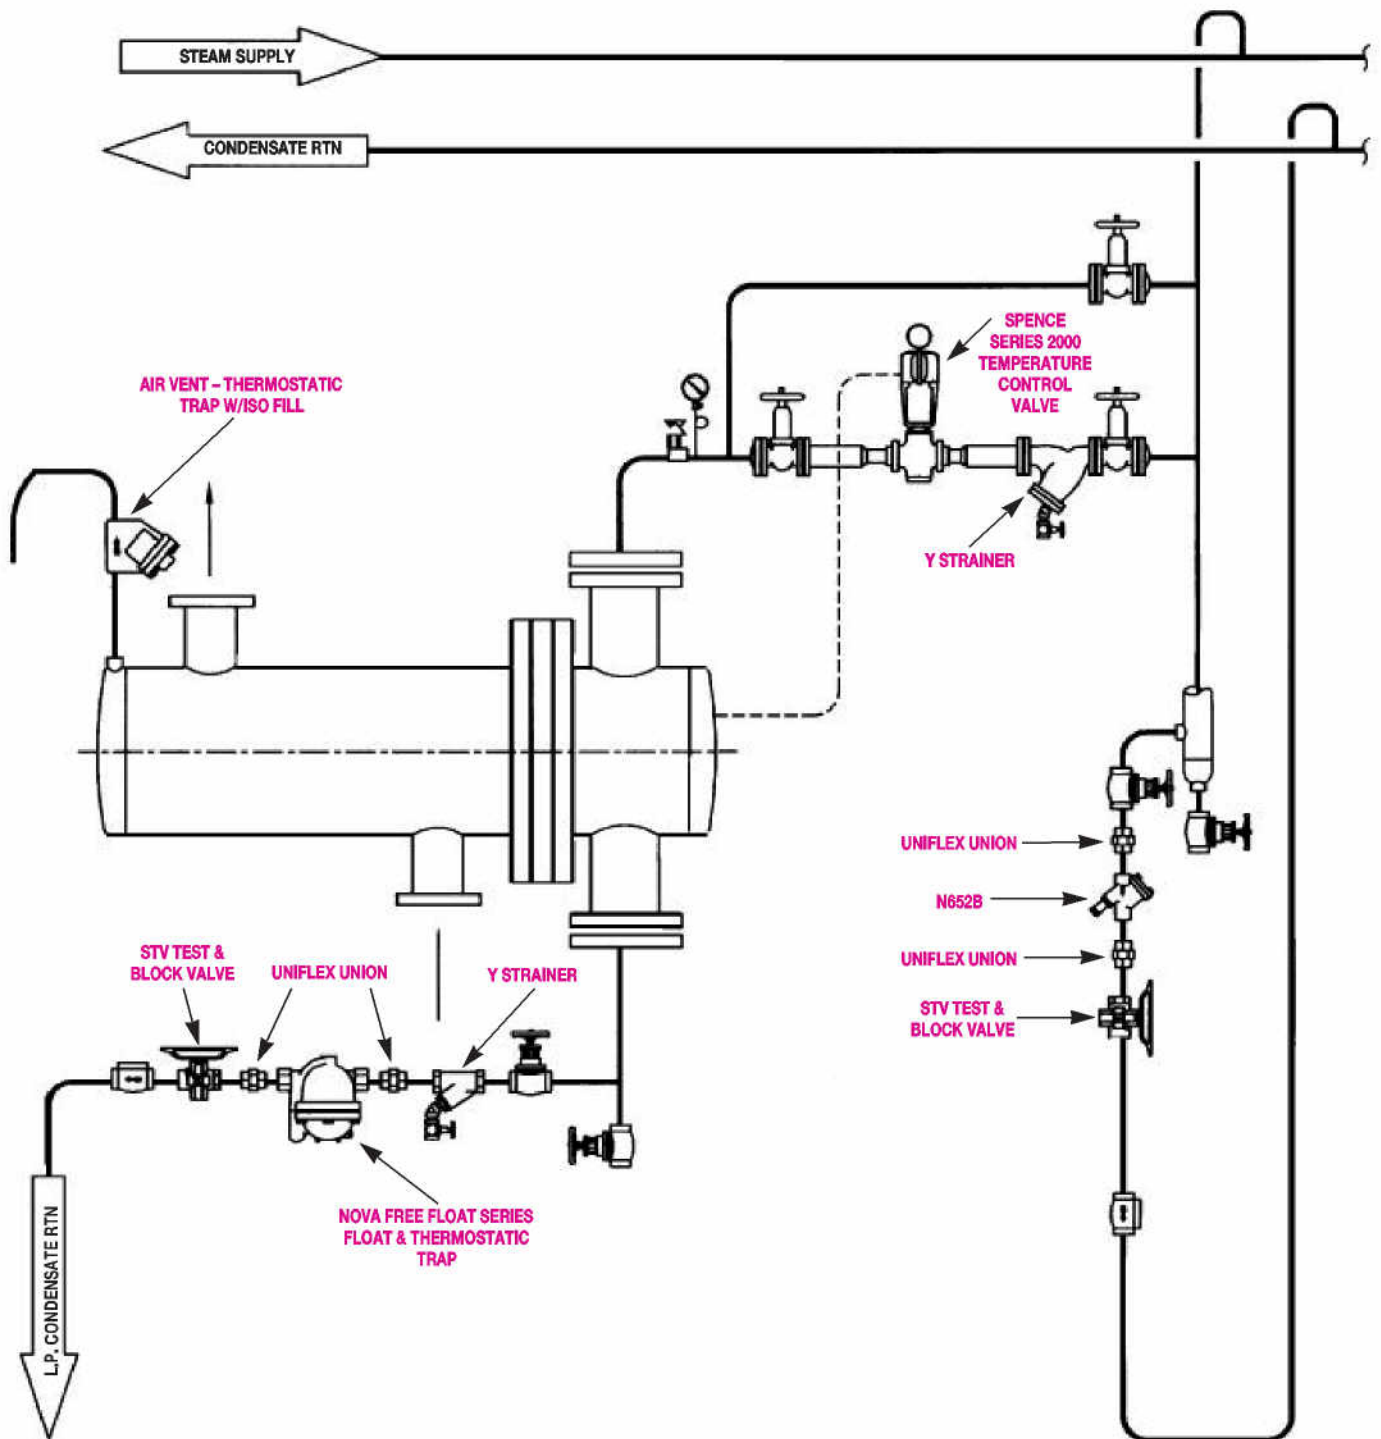 STEAM SUPPLY
CONDENSATE RTN
SPENCE
SERIES 2000
TEMPERATURE
CONTROL
VALVE
AIR VENT – THERMOSTATIC
TRAP W/ISO FILL
Y STRAINER
UNIFLEX UNION
N652B
UNIFLEX UNION
STV TEST &
BLOCK VALVE
STV TEST &
BLOCK VALVE
UNIFLEX UNION
Y STRAINER
NOVA FREE FLOAT SERIES
FLOAT & THERMOSTATIC
TRAP
L.P. CONDENSATE RTN